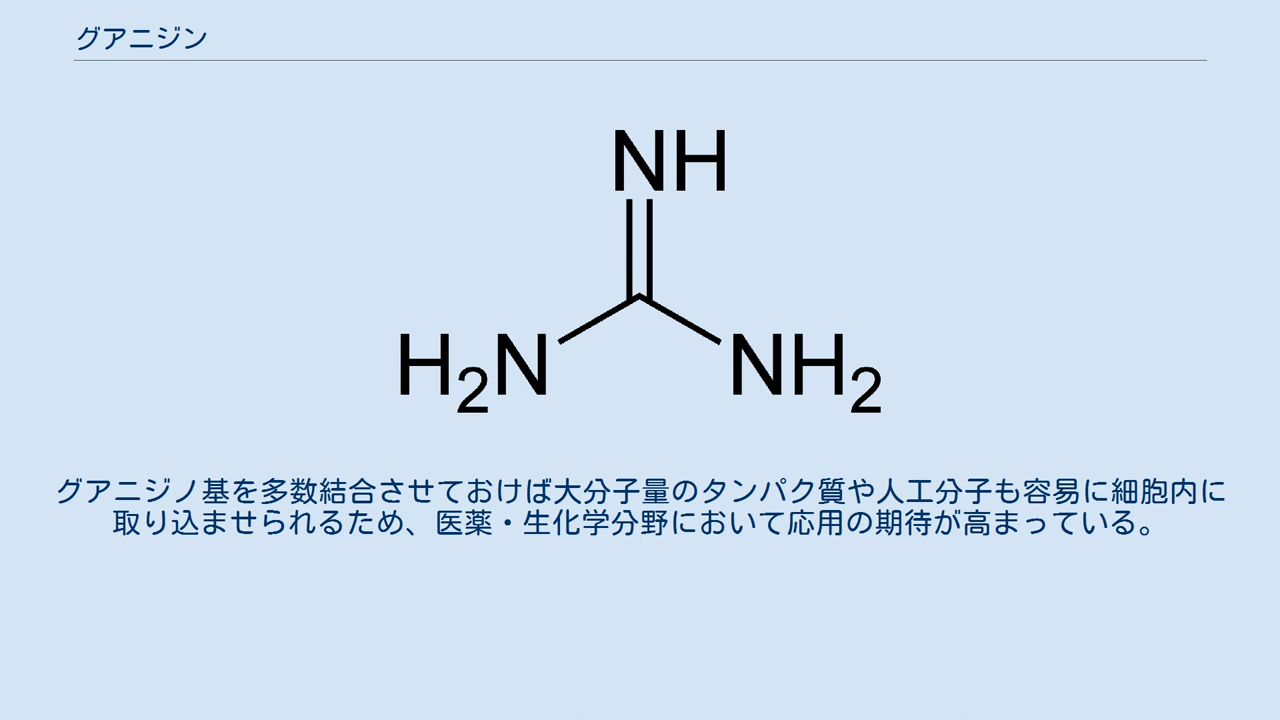 グアニジン
NH
H2N
NH2
グアニジノ基を多数結合させておけば大分子量のタンパク質や人工分子も容易に細胞内に
取り込ませられるため、医薬・生化学分野において応用の期待が高まっている。